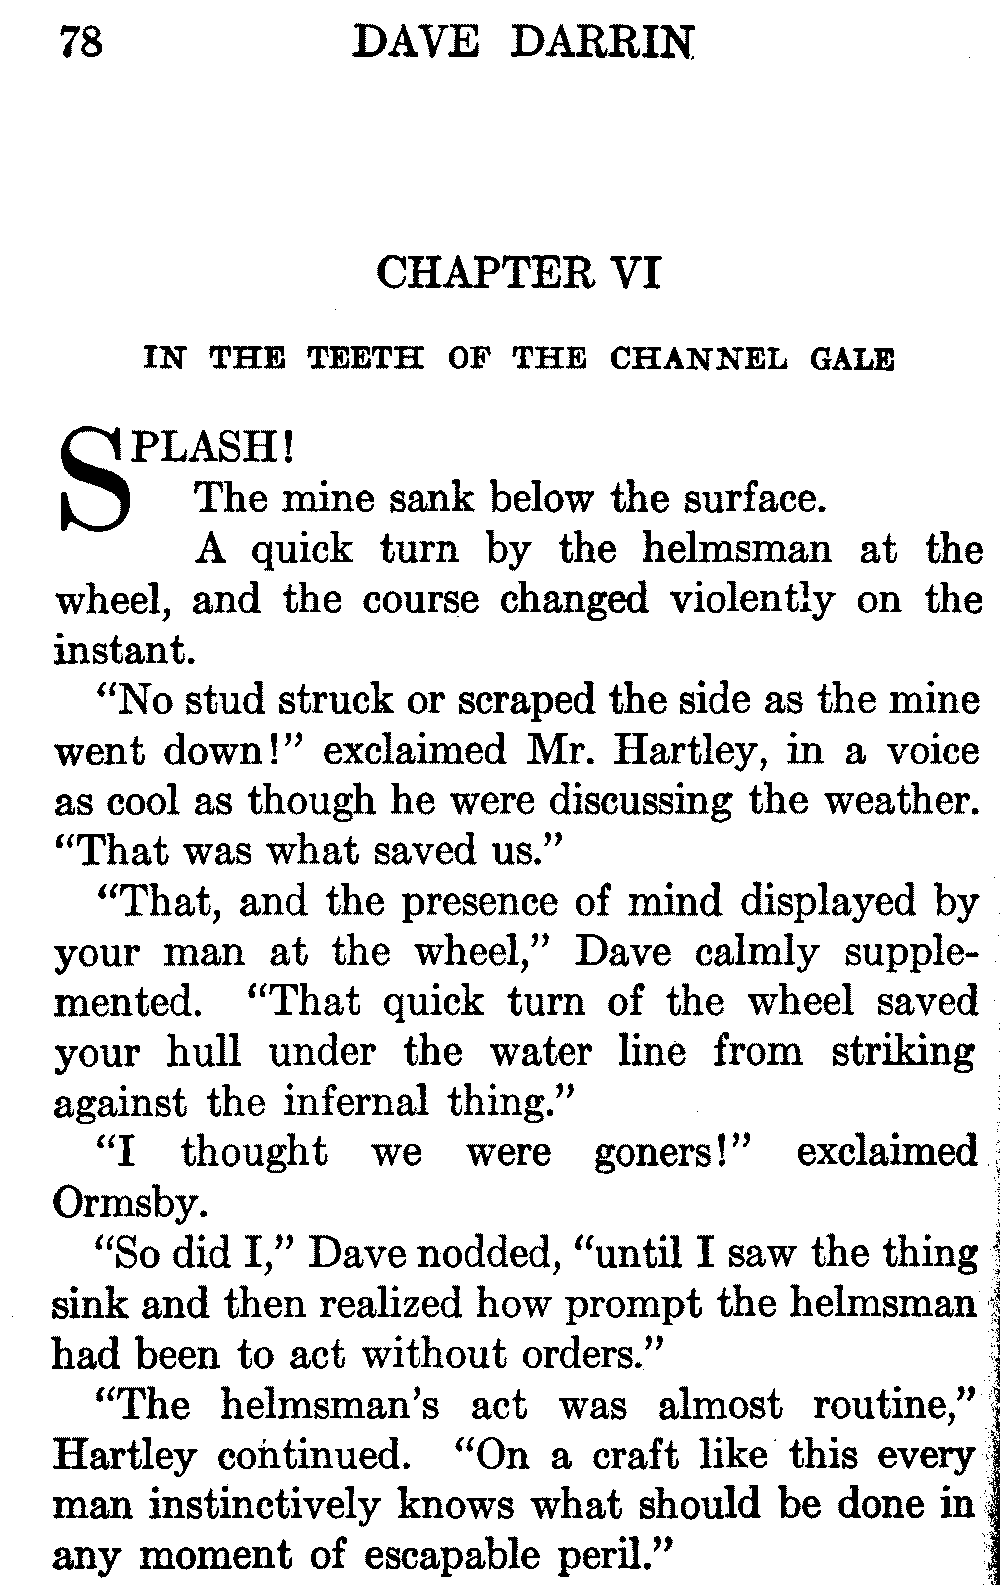 78 DAVE DARRIN
CHAPTER VI
IN THE TEETH OF THE CHANNEL GALE
SPLASH!
The mine sank below the surface.
A quick turn by the helmsman at the
wheel, and the course changed violently on the
instant.
“No stud struck or scraped the side as the mine
went down!” exclaimed Mr. Hartley, in a voice
as cool as though he were discussing the weather.
“That was what saved us.”
“That, and the presence of mind displayed by
your man at the wheel,” Dave calmly supple-
mented. “That quick turn of the wheel saved
your hull under the water line from striking
against the infernal thing.”
“I thought we were goners!” exclaimed
Ormsby.
“So did I,” Dave nodded, “until I saw the thing
sink and then realized how prompt the helmsman
had been to act without orders.”
“The helmsman’s act was almost routine,”
Hartley continued. “On a craft like this every
man instinctively knows what should be done in
any moment of escapable peril.”